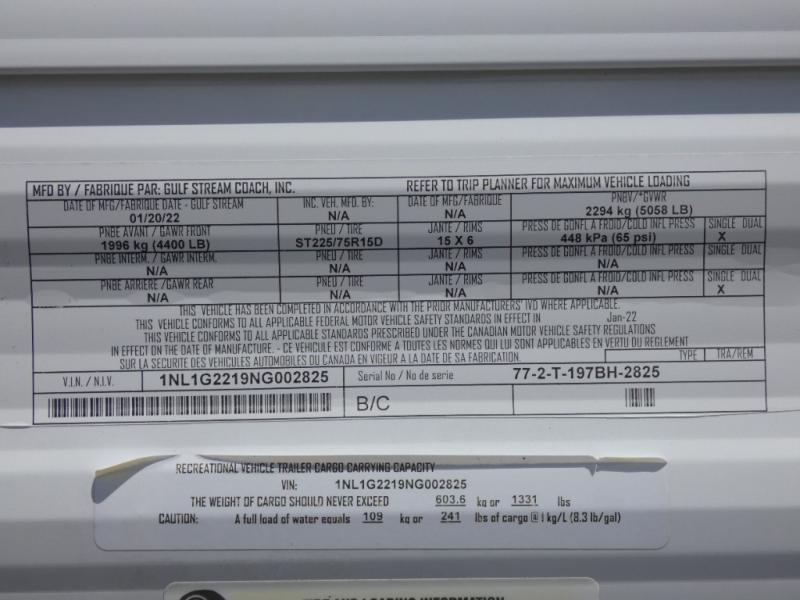 MFD BY / FABRIQUE PAR: GULF STREAM COACH, INC. REFER TO TRIP PLANNER FOR MAXIMUM VEHICLE LOADING
DATE OF MFG/FABRIQUE DATE - GULF STREAM INC. VEH. MFD. BY: DATE OF MFG/FABRIQUE PNBV/*GVWR
01/20/22 N/A N/A 2294 kg (5058 LB)
PNBE AVANT / GAWR FRONT PNEU / TIRE JANTE / RIMS PRESS DE GONFL A FROID/COLD INFL PRESS SINGLE DUAL
1996 kg (4400 LB) ST225/75R15D 15 X 6 448 kPa (65 psi) X
PNBE INTERM. / GAWR INTERM. PNEU / TIRE JANTE / RIMS PRESS DE GONFL A FROID/COLD INFL PRESS SINGLE DUAL
N/A N/A N/A N/A
PNBE ARRIERE /GAWR REAR PNEU / TIRE JANTE / RIMS PRESS DE GONFL A FROID/COLD INFL PRESS SINGLE DUAL
N/A N/A N/A N/A X
THIS VEHICLE HAS BEEN COMPLETED IN ACCORDANCE WITH THE PRIOR MANUFACTURERS' IVD WHERE APPLICABLE.
THIS VEHICLE CONFORMS TO ALL APPLICABLE FEDERAL MOTOR VEHICLE SAFETY STANDARDS IN EFFECT IN Jan-22
THIS VEHICLE CONFORMS TO ALL APPLICABLE STANDARDS PRESCRIBED UNDER THE CANADIAN MOTOR VEHICLE SAFETY REGULATIONS
IN EFFECT ON THE DATE OF MANUFACTURE. - CE VEHICULE EST CONFORME A TOUTES LES NORMES QUI LUI SONT APPLICABLES EN VERTU DU REGLEMENT
SUR LA SECURITE DES VEHICULES AUTOMOBILES DU CANADA EN VIGEUR A LA DATE DE SA FABRICATION. TYPE TRA/REM
V.I.N. / N.I.V. 1NL1G2219NG002825 Serial No / No de serie 77-2-T-197BH-2825
B/C
RECREATIONAL VEHICLE TRAILER CARGO CARRYING CAPACITY
VIN: 1NL1G2219NG002825
THE WEIGHT OF CARGO SHOULD NEVER EXCEED 603.6 kg or 1331 lbs
CAUTION: A full load of water equals 109 kg or 241 lbs of cargo @ 1 kg/L (8.3 lb/gal)
TIRE AND LOADING INFORMATION